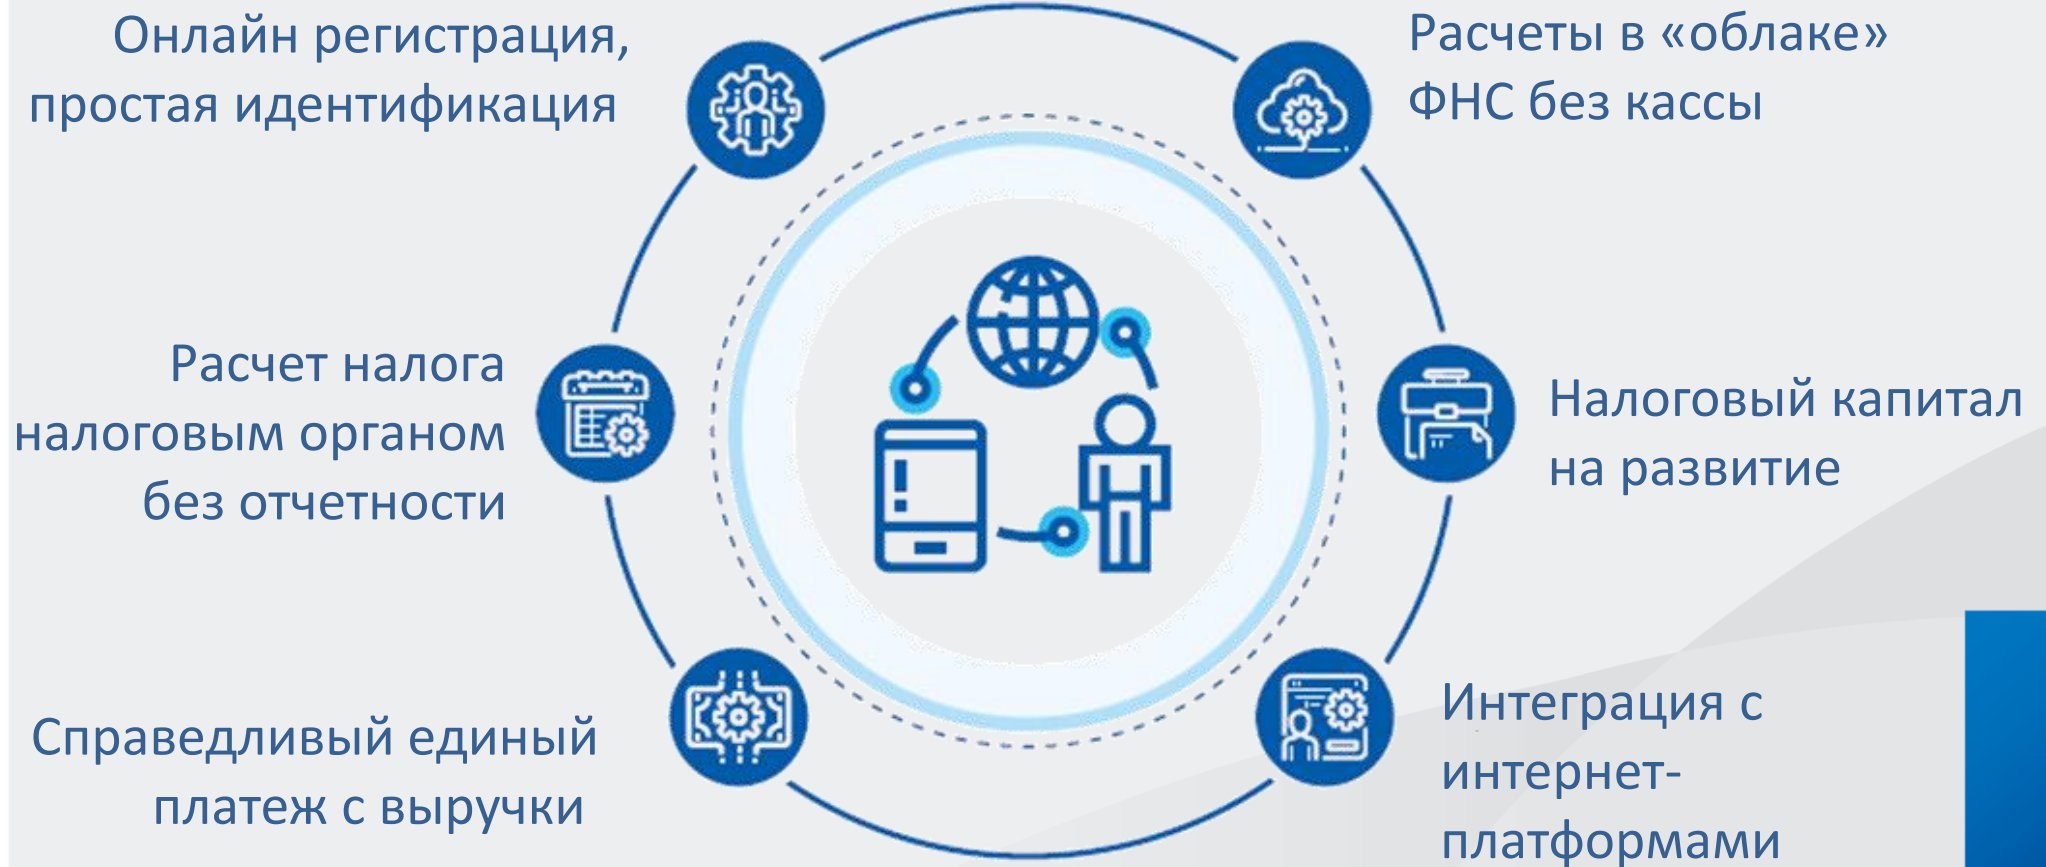 Онлайн регистрация,
простая идентификация
Расчеты в «облаке»
ФНС без кассы
Расчет налога
налоговым органом
без отчетности
Налоговый капитал
на развитие
Справедливый единый
платеж с выручки
Интеграция с
интернет-
платформами